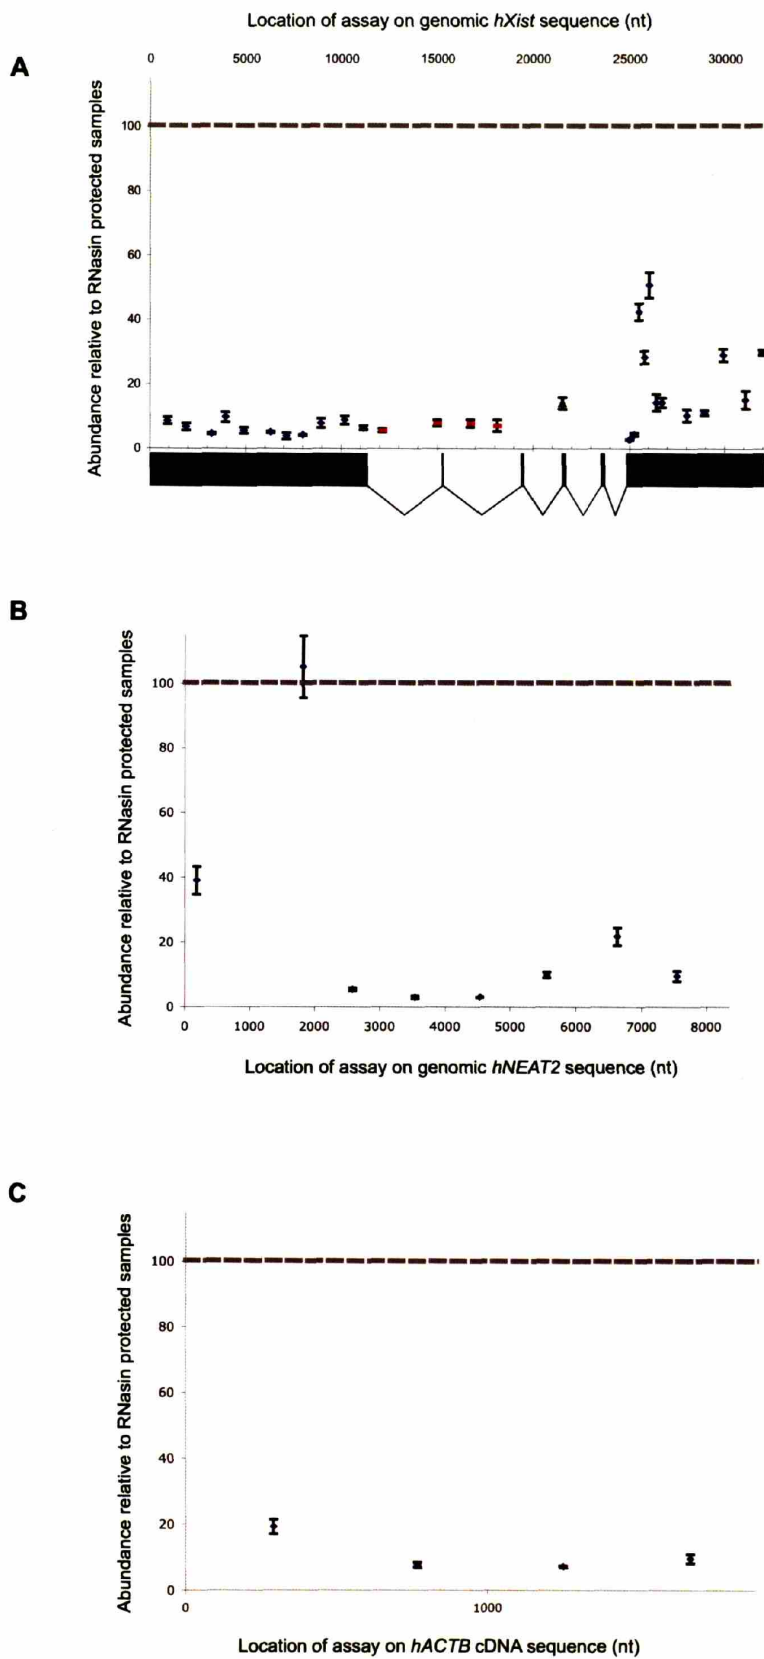 Location of assay on genomic hXist sequence (nt)
A
0 5000 10000 15000 20000 25000 30000
Abundance relative to RNasin protected samples
100
80
60
40
20
0
B
Abundance relative to RNasin protected samples
100
80
60
40
20
0
0 1000 2000 3000 4000 5000 6000 7000 8000
Location of assay on genomic hNEAT2 sequence (nt)
C
Abundance relative to RNasin protected samples
100
80
60
40
20
0
0 1000
Location of assay on hACTB cDNA sequence (nt)